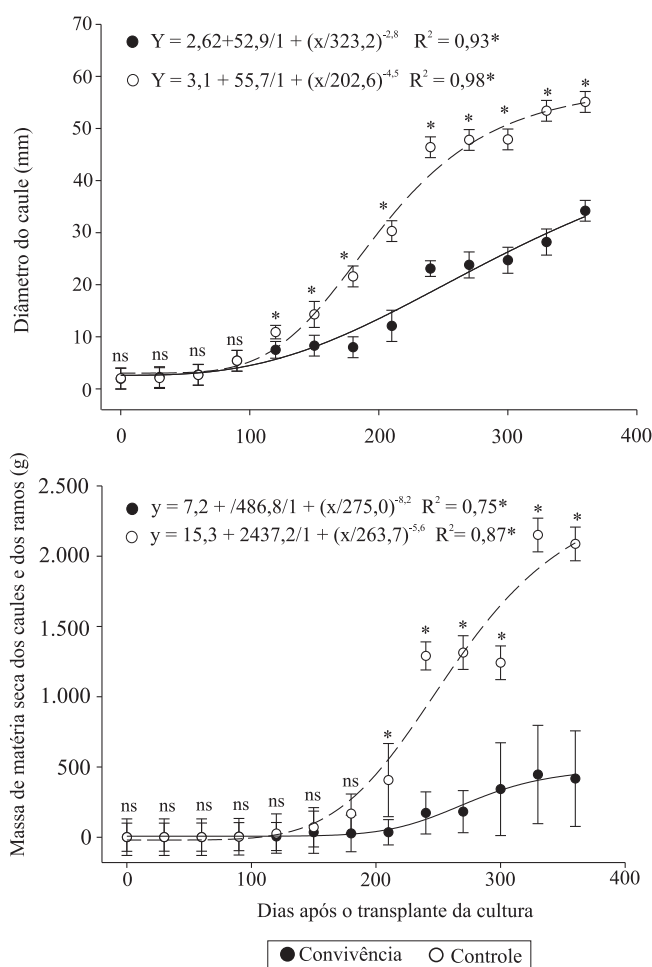 70
60
50
40
30
20
10
0
Diâmetro do caule (mm)
● Y = 2,62+52,9/1 + (x/323,2)-2,8 R2 = 0,93*
○ Y = 3,1 + 55,7/1 + (x/202,6)-4,5 R2 = 0,98*
ns ns ns ns * * * * * * * * *
0 100 200 300 400
2.500
2.000
1.500
1.000
500
0
Massa de matéria seca dos caules e dos ramos (g)
● y = 7,2 + /486,8/1 + (x/275,0)-8,2 R2 = 0,75*
○ y = 15,3 + 2437,2/1 + (x/263,7)-5,6 R2= 0,87*
ns ns ns ns ns ns ns * * * * * *
0 100 200 300 400
Dias após o transplante da cultura
● Convivência ○ Controle